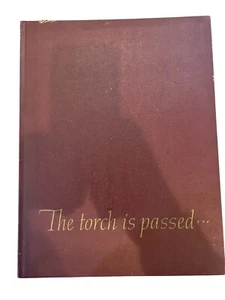 The torch is passed...